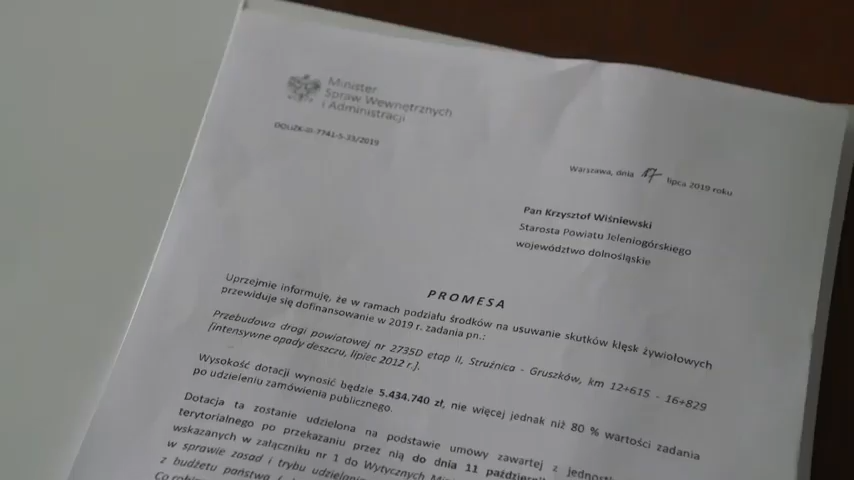 Minister
Spraw Wewnętrznych
i Administracji
DOLiZK-III-7741-5-33/2019
Warszawa, dnia 17 lipca 2019 roku
Pan Krzysztof Wiśniewski
Starosta Powiatu Jeleniogórskiego
województwo dolnośląskie
PROMESA
Uprzejmie informuję, że w ramach podziału środków na usuwanie skutków klęsk żywiołowych
przewiduje się dofinansowanie w 2019 r. zadania pn.:
Przebudowa drogi powiatowej nr 2735D etap II, Strużnica - Gruszków, km 12+615 - 16+829
[intensywne opady deszczu, lipiec 2012 r.].
Wysokość dotacji wynosić będzie 5.434.740 zł, nie więcej jednak niż 80 % wartości zadania
po udzieleniu zamówienia publicznego.
Dotacja ta zostanie udzielona na podstawie umowy zawartej z
terytorialnego po przekazaniu przez nią do dnia 11
wskazanych w załączniku nr 1 do Wytycznych
w sprawie zasad i trybu
z budżetu państwa